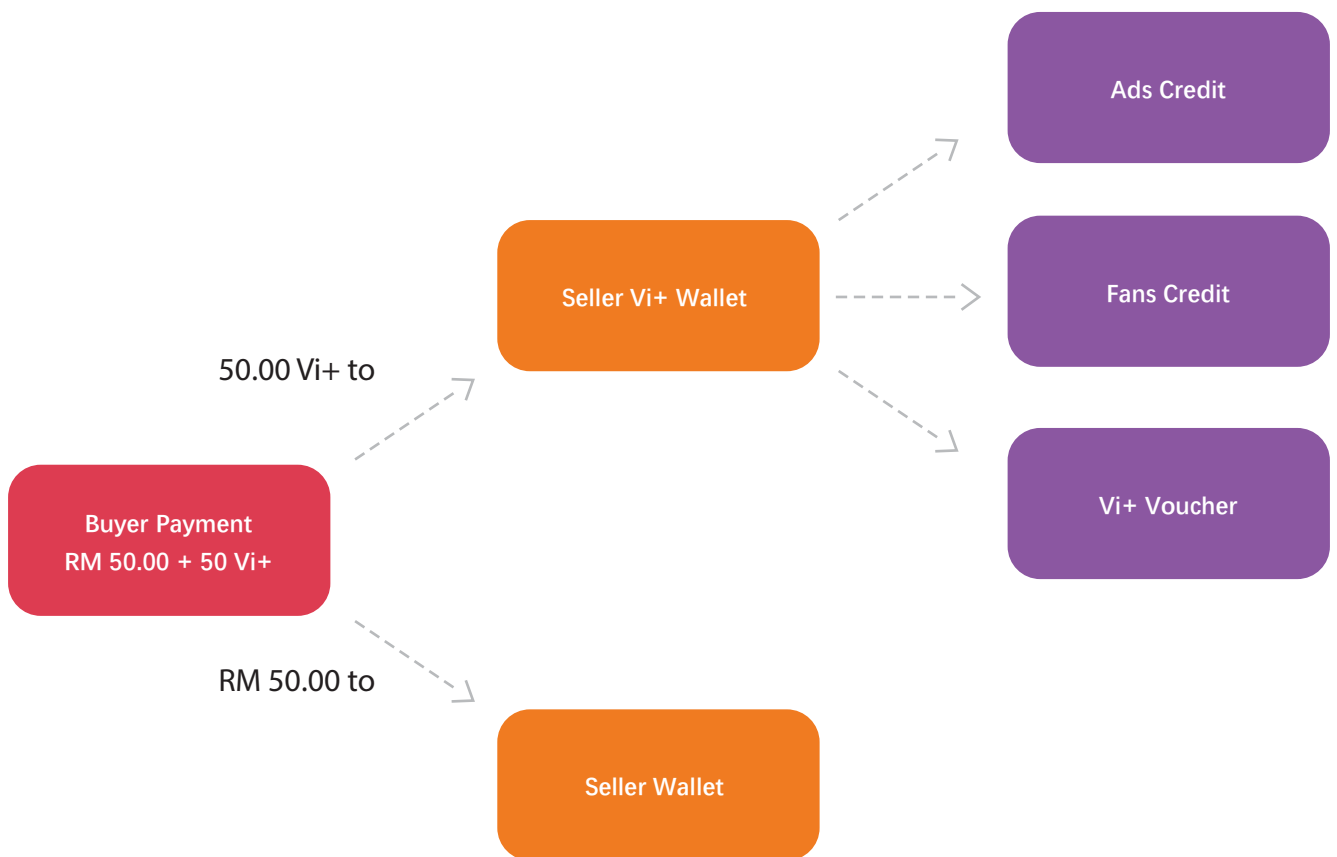 Ads Credit
Seller Vi+ Wallet
Fans Credit
50.00 Vi+ to
Vi+ Voucher
Buyer Payment
RM 50.00 + 50 Vi+
RM 50.00 to
Seller Wallet